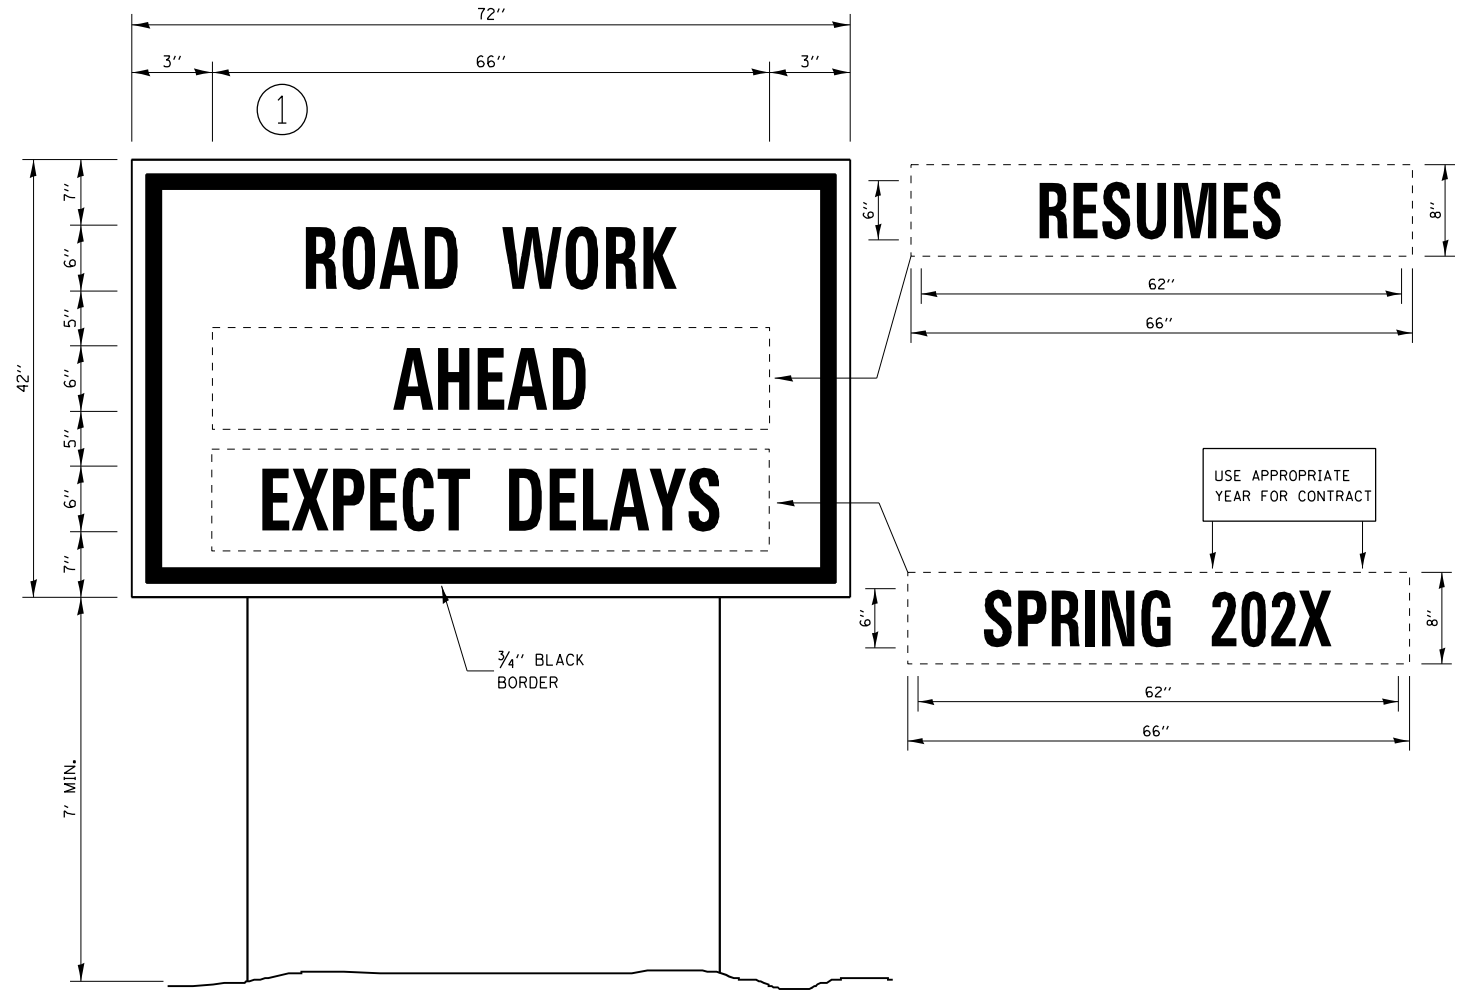 72''
3'' 66'' 3''
1
7''
6''
5''
6''
5''
6''
7''
42''
7' MIN.
ROAD WORK
AHEAD
EXPECT DELAYS
3/4'' BLACK
BORDER
6''
RESUMES
8''
62''
66''
USE APPROPRIATE
YEAR FOR CONTRACT
6''
SPRING 202X
8''
62''
66''